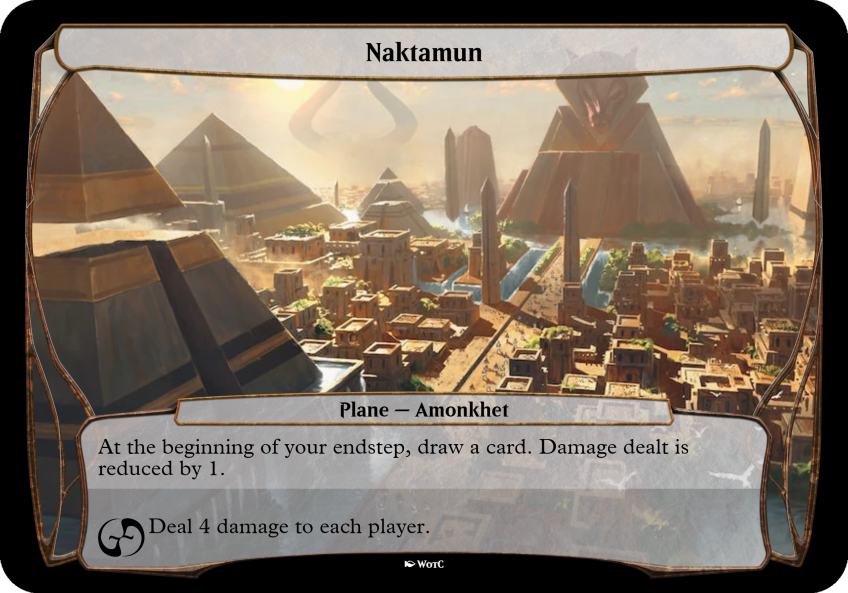 Naktamun
Plane — Amonkhet
At the beginning of your endstep, draw a card. Damage dealt is
reduced by 1.
Deal 4 damage to each player.
WOTC